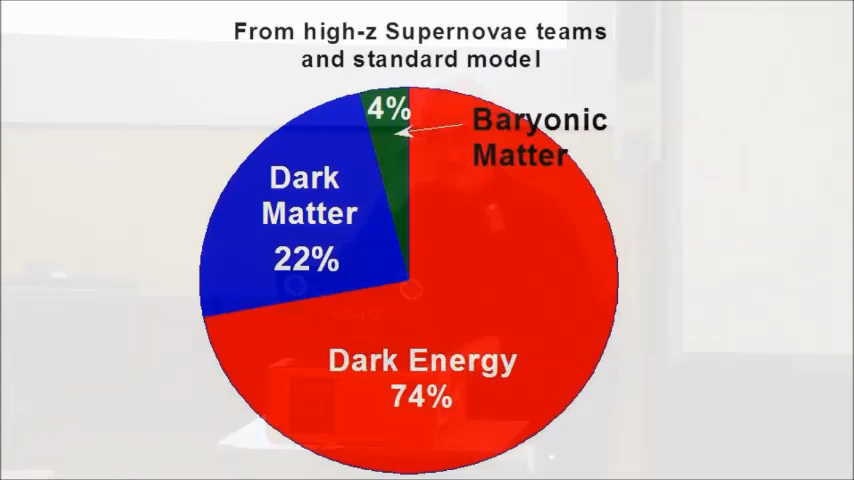 From high-z Supernovae teams
and standard model
4%
Baryonic
Matter
Dark
Matter
22%
Dark Energy
74%